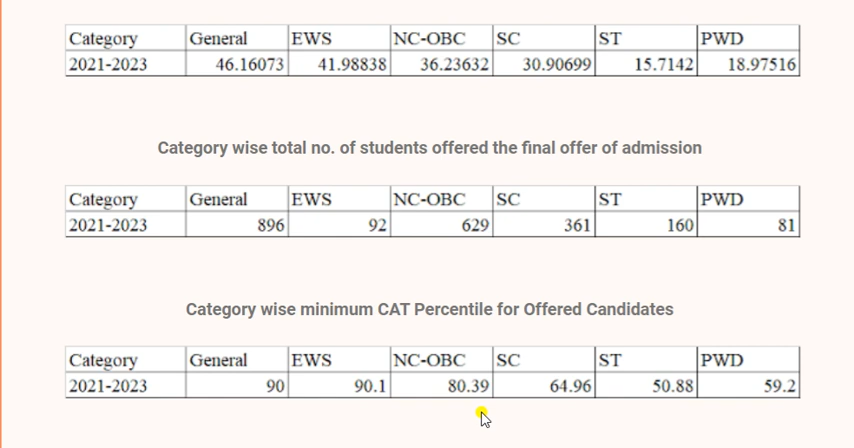 Category General EWS NC-OBC SC ST PWD
2021-2023 46.16073 41.98838 36.23632 30.90699 15.7142 18.97516
Category wise total no. of students offered the final offer of admission
Category General EWS NC-OBC SC ST PWD
2021-2023 896 92 629 361 160 81
Category wise minimum CAT Percentile for Offered Candidates
Category General EWS NC-OBC SC ST PWD
2021-2023 90 90.1 80.39 64.96 50.88 59.2